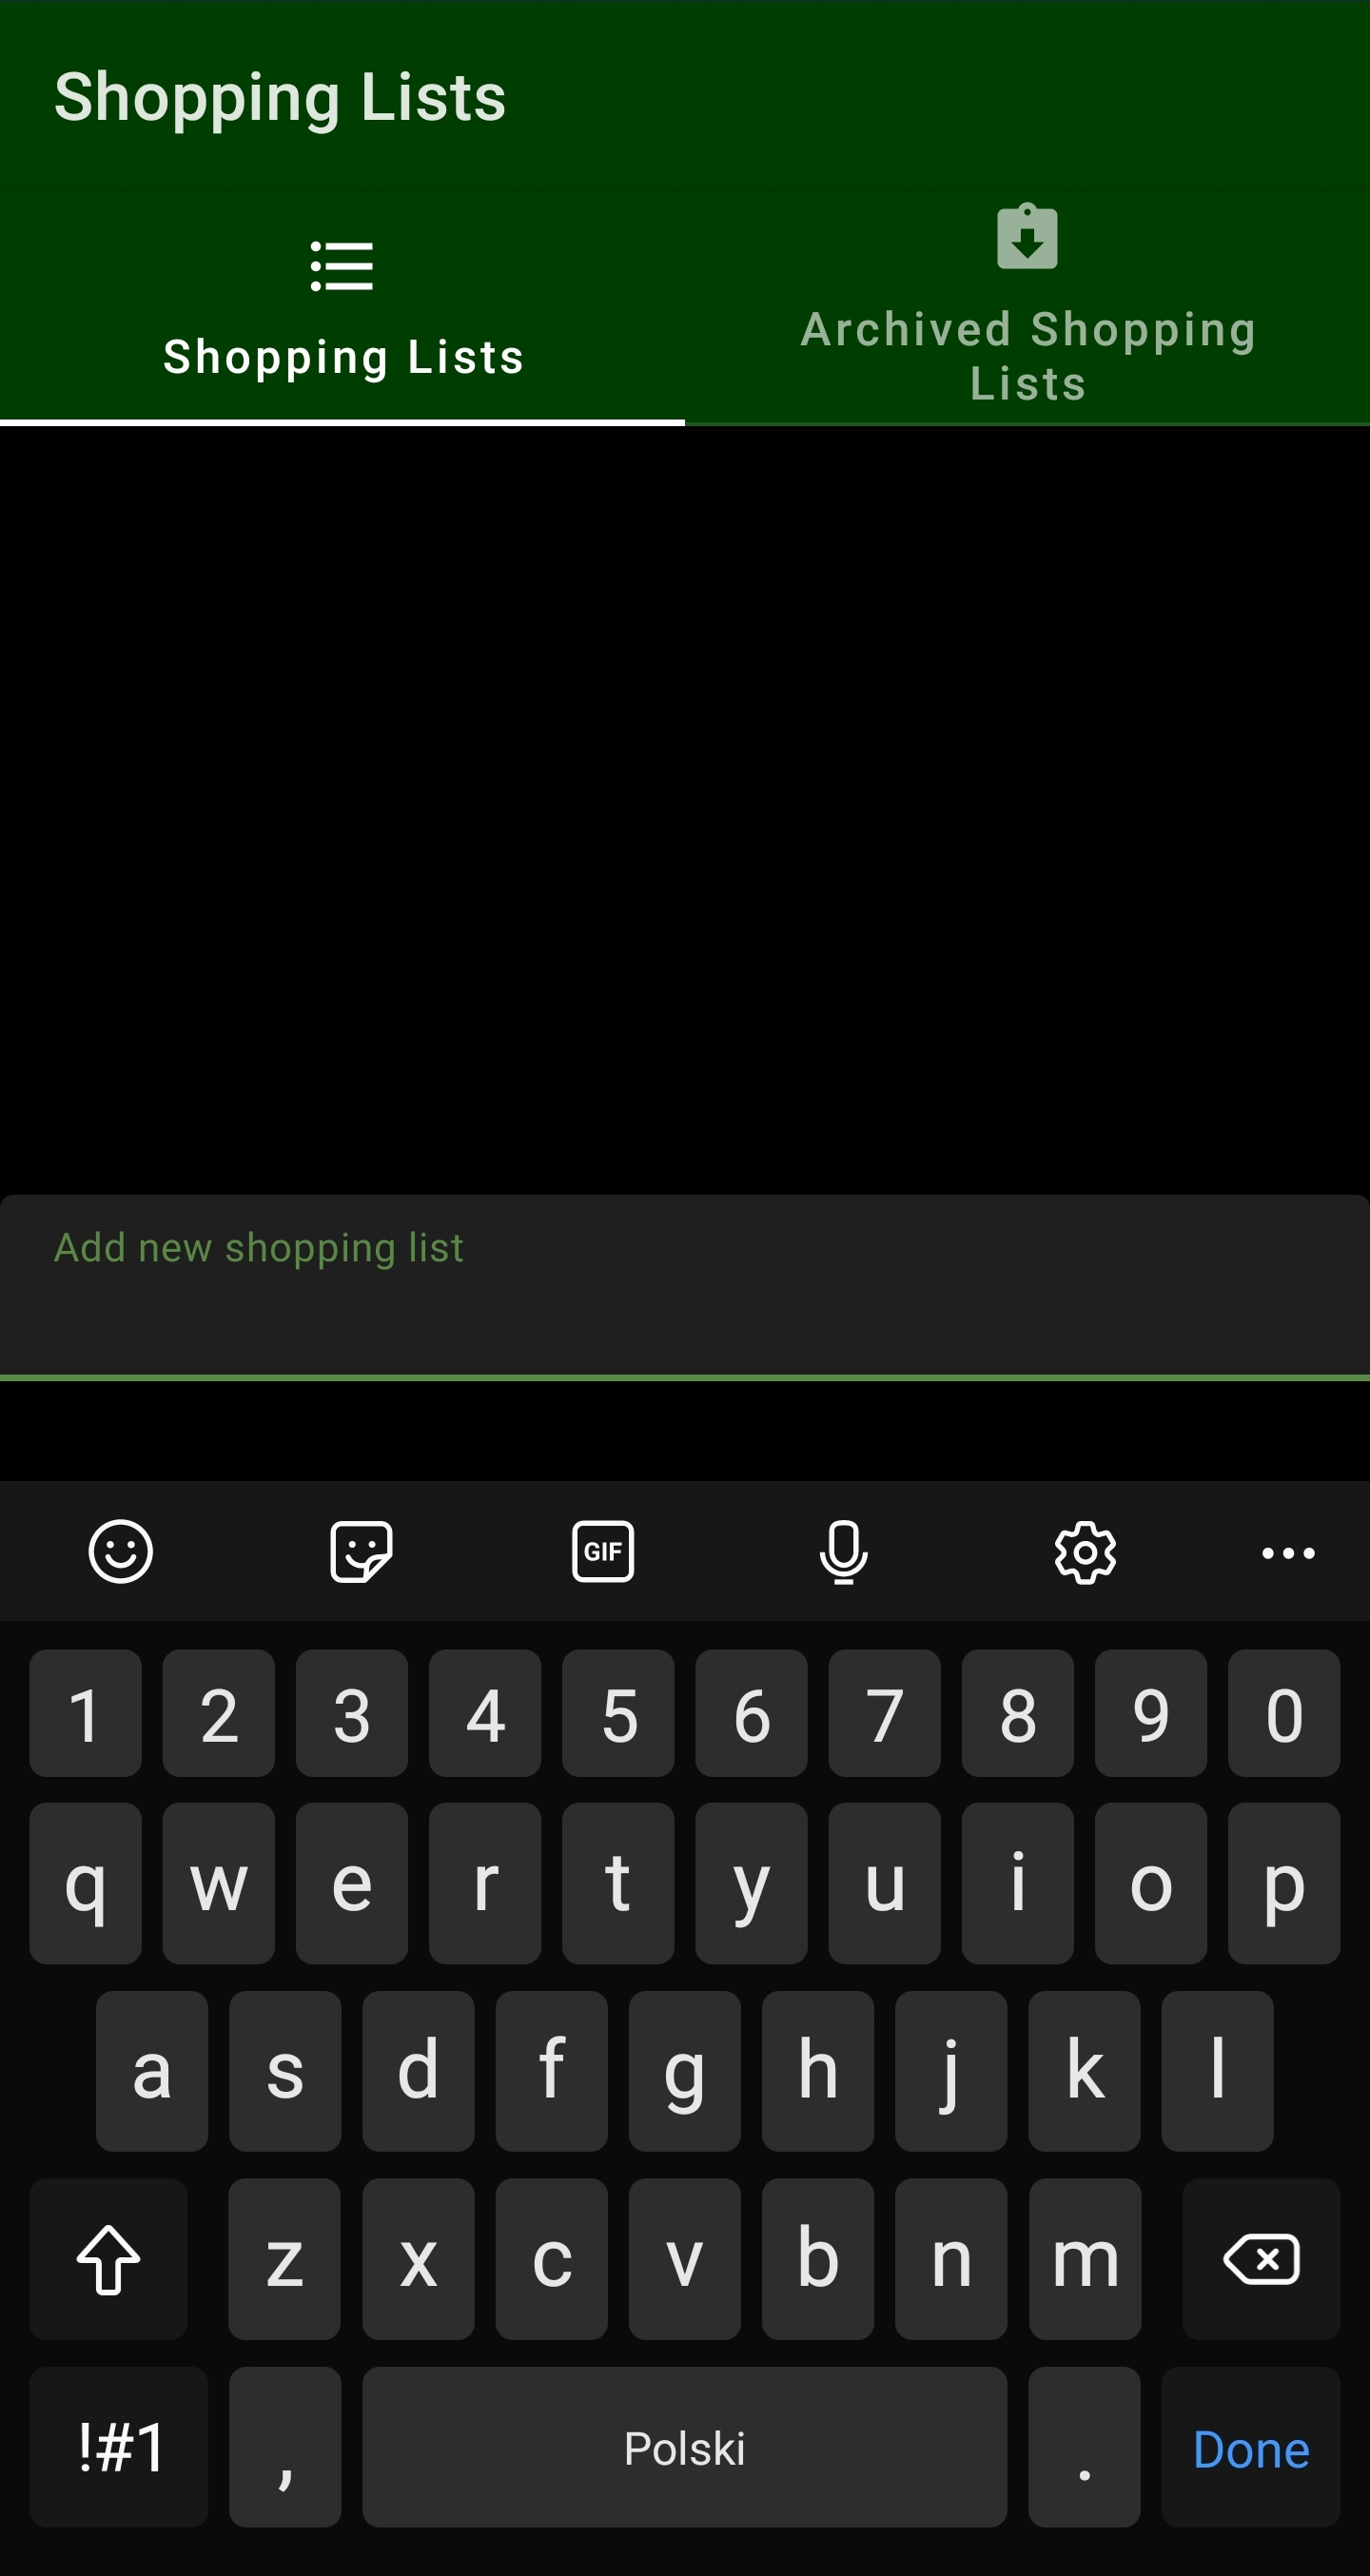 Shopping Lists
Shopping Lists
Archived Shopping
Lists
Add new shopping list
GIF
1 2 3 4 5 6 7 8 9 0
q w e r t y u i o p
a s d f g h j k l
z x c v b n m
!#1 , Polski . Done